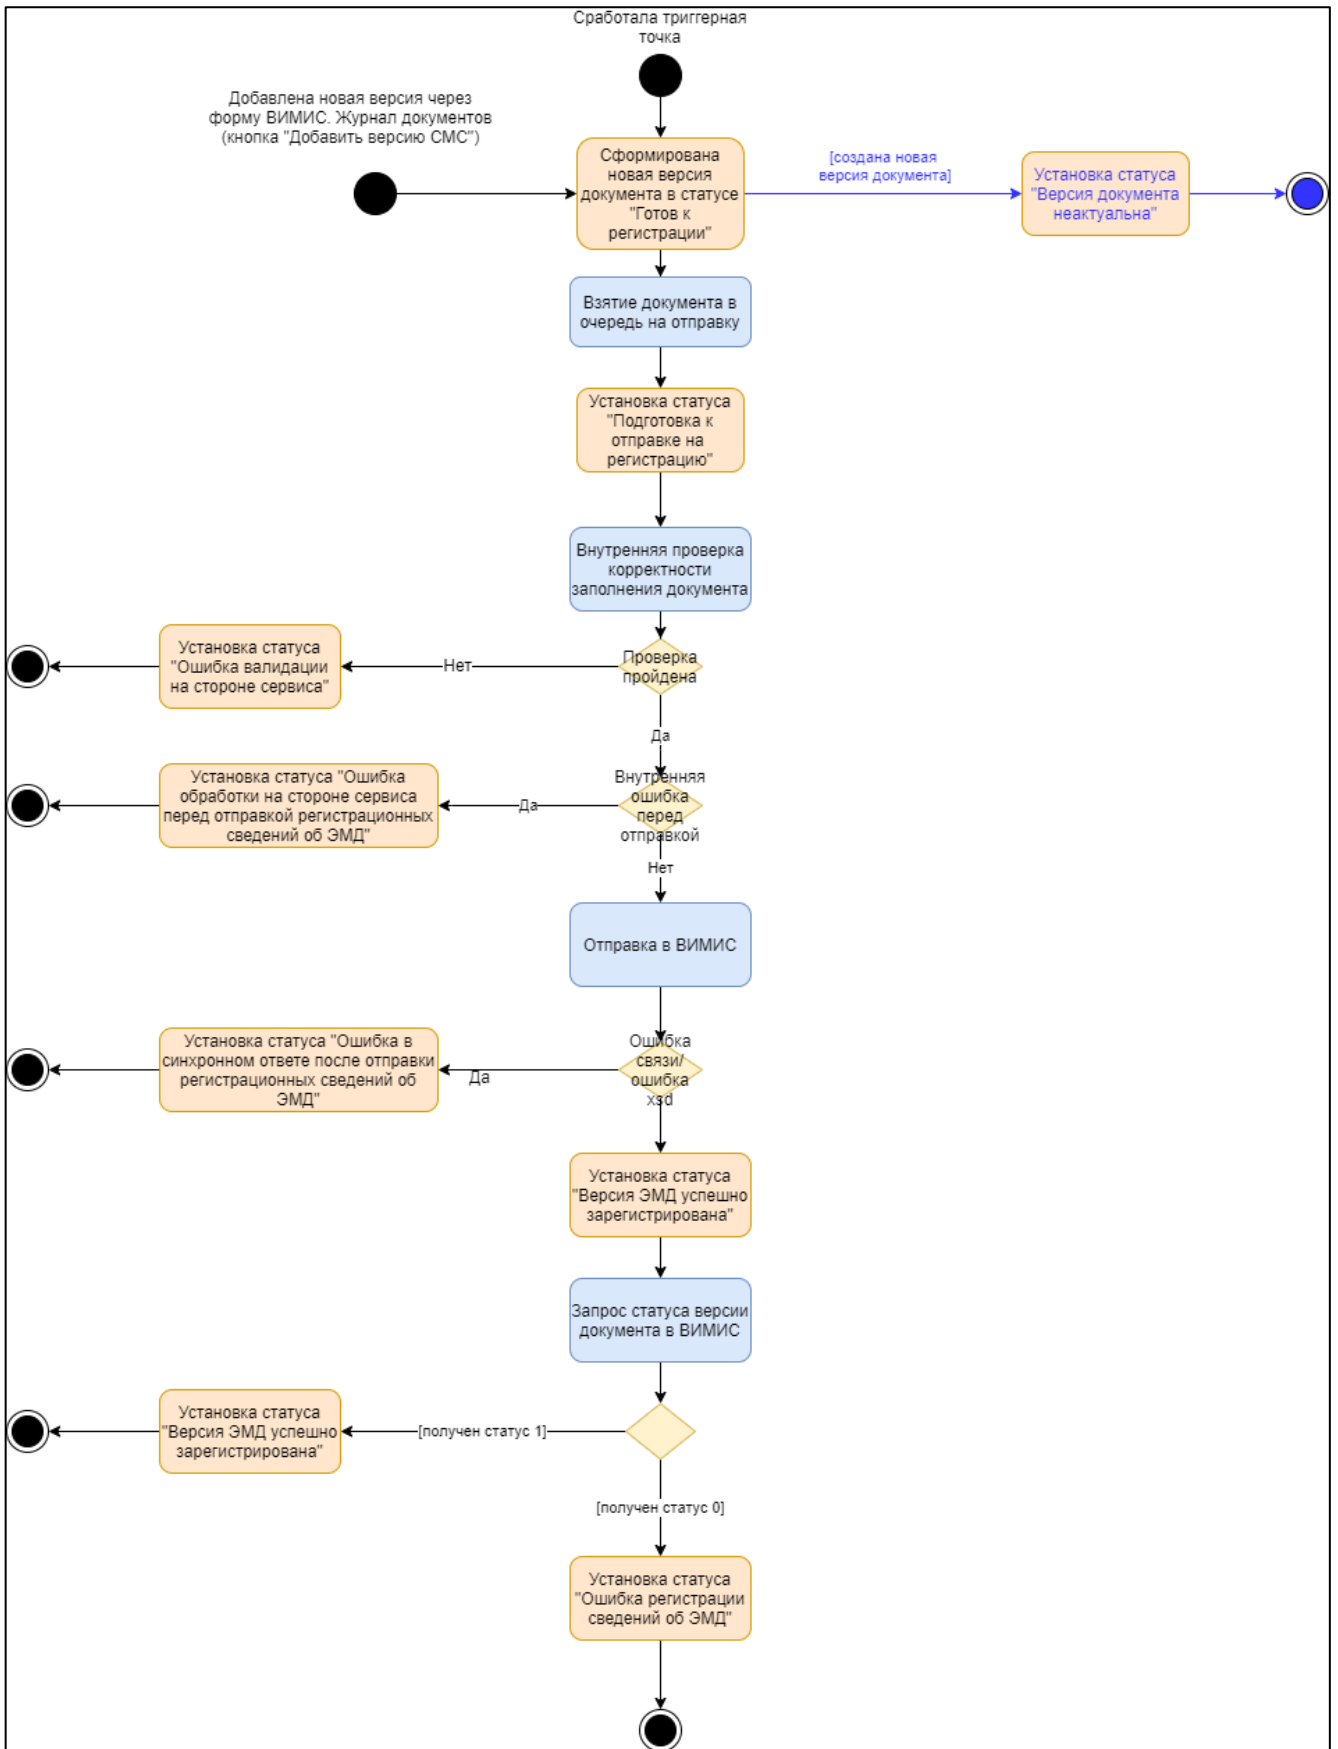 Сработала триггерная
точка
Добавлена новая версия через
форму ВИМИС. Журнал документов
(кнопка "Добавить версию СМС")
Сформирована
новая версия
документа в статусе
"Готов к
регистрации"
[создана новая
версия документа]
Установка статуса
"Версия документа
неактуальна"
Взятие документа в
очередь на отправку
Установка статуса
"Подготовка к
отправке на
регистрацию"
Внутренняя проверка
корректности
заполнения документа
Проверка
пройдена
Нет
Установка статуса
"Ошибка валидации
на стороне сервиса"
Да
Внутренняя
ошибка
перед
отправкой
Да
Установка статуса "Ошибка
обработки на стороне сервиса
перед отправкой регистрационных
сведений об ЭМД"
Нет
Отправка в ВИМИС
Ошибка
связи/
ошибка
xsd
Да
Установка статуса "Ошибка в
синхронном ответе после отправки
регистрационных сведений об
ЭМД"
Установка статуса
"Версия ЭМД успешно
зарегистрирована"
Запрос статуса версии
документа в ВИМИС
[получен статус 1]
Установка статуса
"Версия ЭМД успешно
зарегистрирована"
[получен статус 0]
Установка статуса
"Ошибка регистрации
сведений об ЭМД"